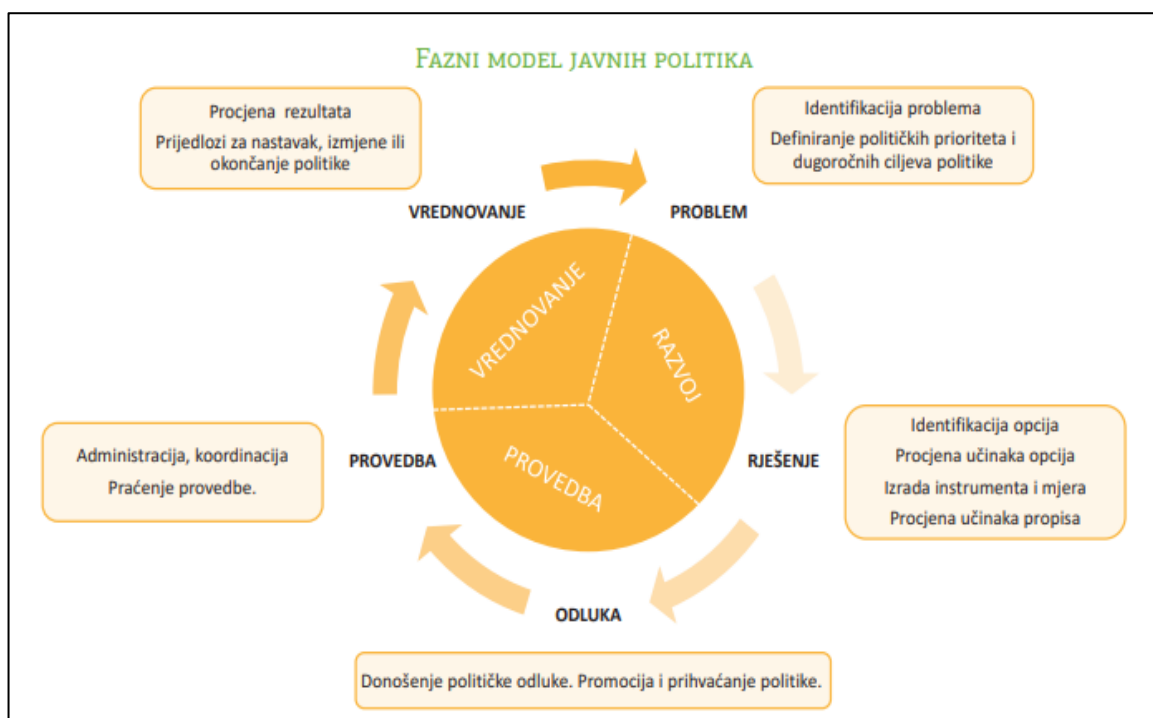 FAZNI MODEL JAVNIH POLITIKA
Procjena rezultata
Prijedlozi za nastavak, izmjene ili
okončanje politike
Identifikacija problema
Definiranje političkih prioriteta i
dugoročnih ciljeva politike
VREDNOVANJE
PROBLEM
VREDNOVANJE
RAZVOJ
PROVEDBA
Administracija, koordinacija
Praćenje provedbe.
PROVEDBA
RJEŠENJE
Identifikacija opcija
Procjena učinaka opcija
Izrada instrumenta i mjera
Procjena učinaka propisa
ODLUKA
Donošenje političke odluke. Promocija i prihvaćanje politike.